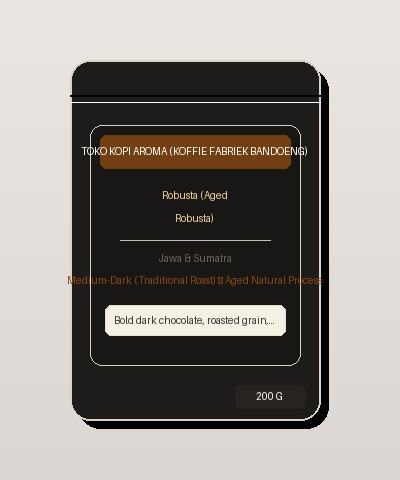 TOKO KOPI AROMA (KOFFIE FABRIEK BANDOENG)
Robusta (Aged
Robusta)
Jawa & Sumatra
Medium-Dark (Traditional Roast) Aged Natural Process
Bold dark chocolate, roasted grain,...
200 G